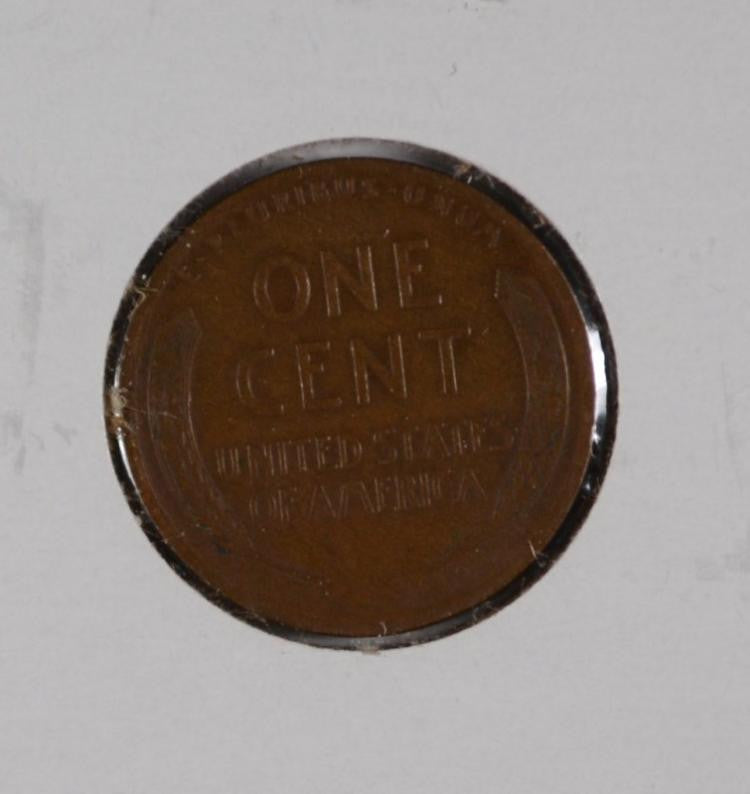 E·PLURIBUS·UNUM
ONE
CENT
UNITED STATES
OF AMERICA